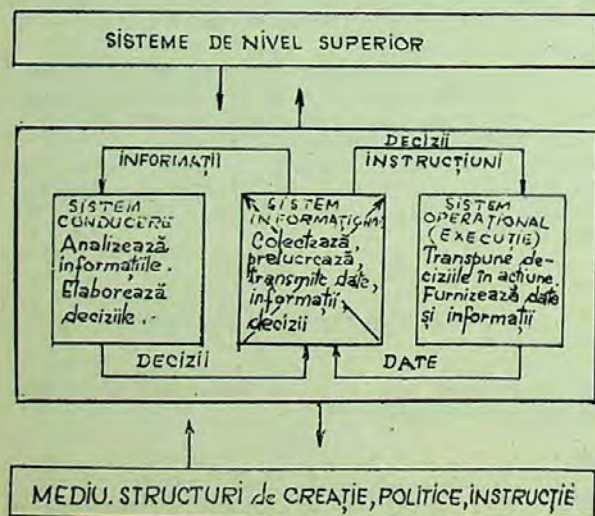 SISTEME DE NIVEL SUPERIOR
DECIZII
INFORMAȚII
INSTRUCȚIUNI
SISTEM
CONDUCERE
Analizează
informațiile.
Elaborează
deciziile.
SISTEM
INFORMAȚIONAL
Colectează,
prelucrează,
transmite date,
informații,
decizii
SISTEM
OPERAȚIONAL
(EXECUȚIE)
Transpune de-
ciziile în acțiune.
Furnizează date
și informații
DECIZII
DATE
MEDIU. STRUCTURI de CREAȚIE, POLITICE, INSTRUCȚIE